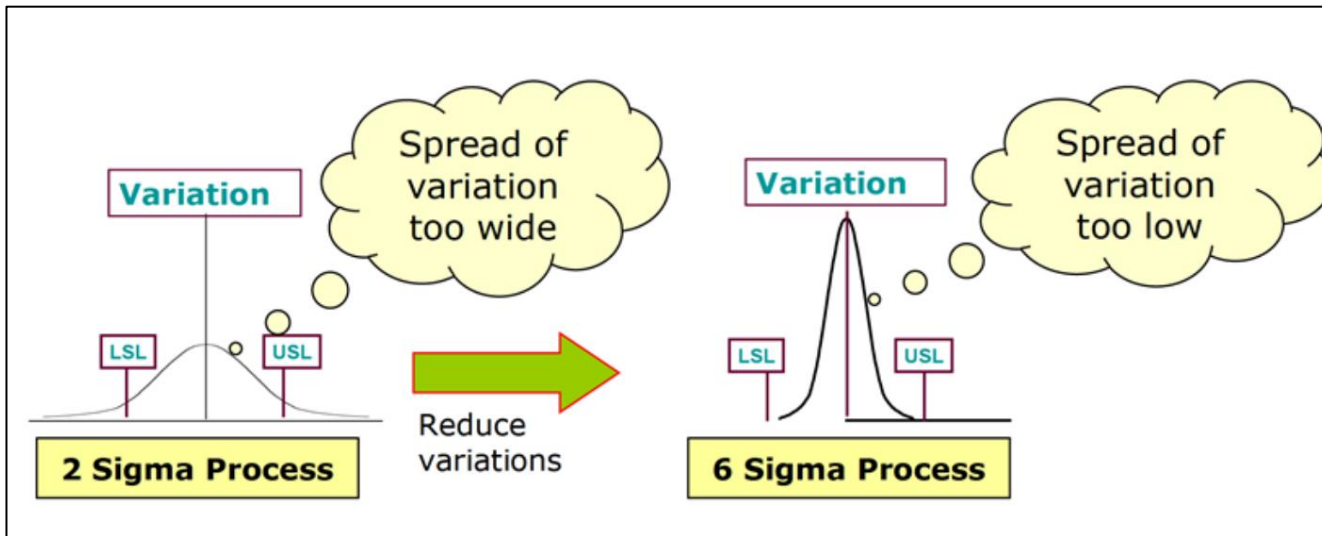 Spread of
variation
too wide
Variation
LSL
USL
2 Sigma Process
Reduce
variations
Spread of
variation
too low
Variation
LSL
USL
6 Sigma Process